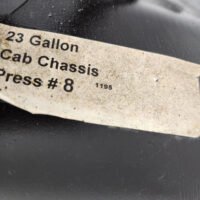 23 Gallon
Cab Chassis
Press # 8 1195